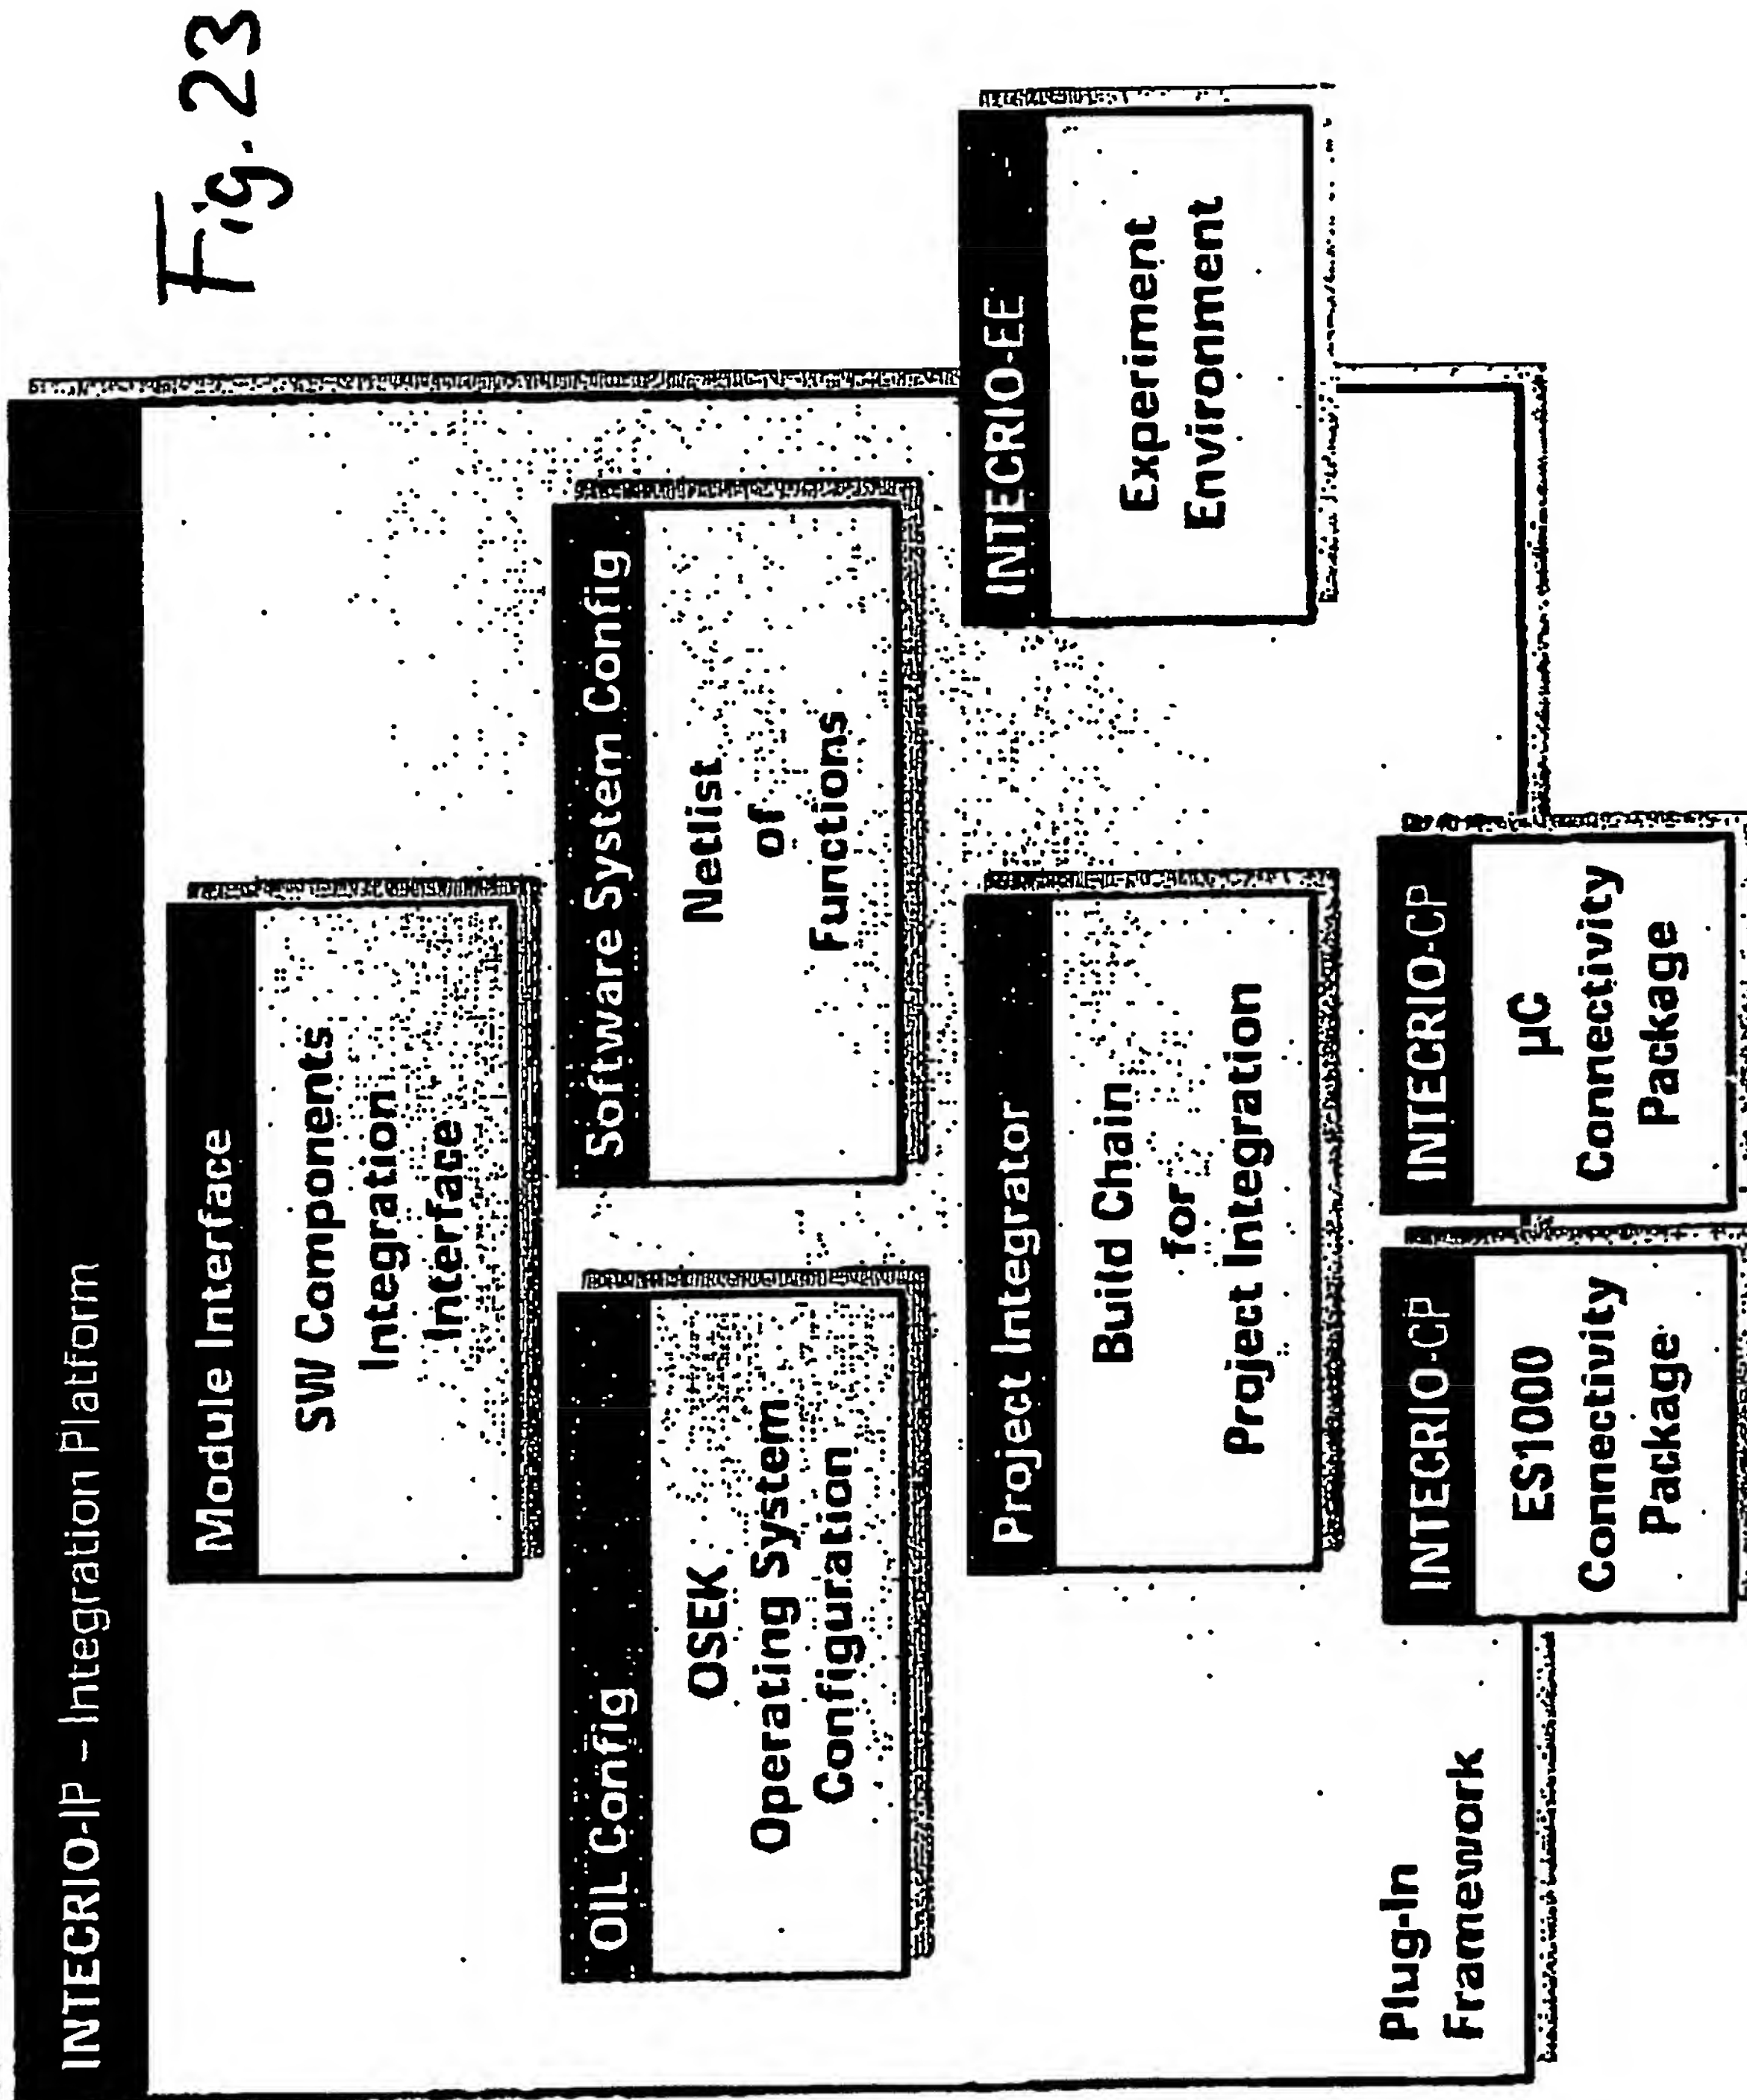 Fig. 23
INTECRIO-IP – Integration Platform
Module Interface
SW Components
Integration
Interface
OIL Config
OSEK
Operating System
Configuration
Software System Config
Netlist
of
Functions
Project Integrator
Build Chain
for
Project Integration
INTECRIO-EE
Experiment
Environment
Plug-In
Framework
INTECRIO-CP
ES1000
Connectivity
Package
INTECRIO-CP
µC
Connectivity
Package